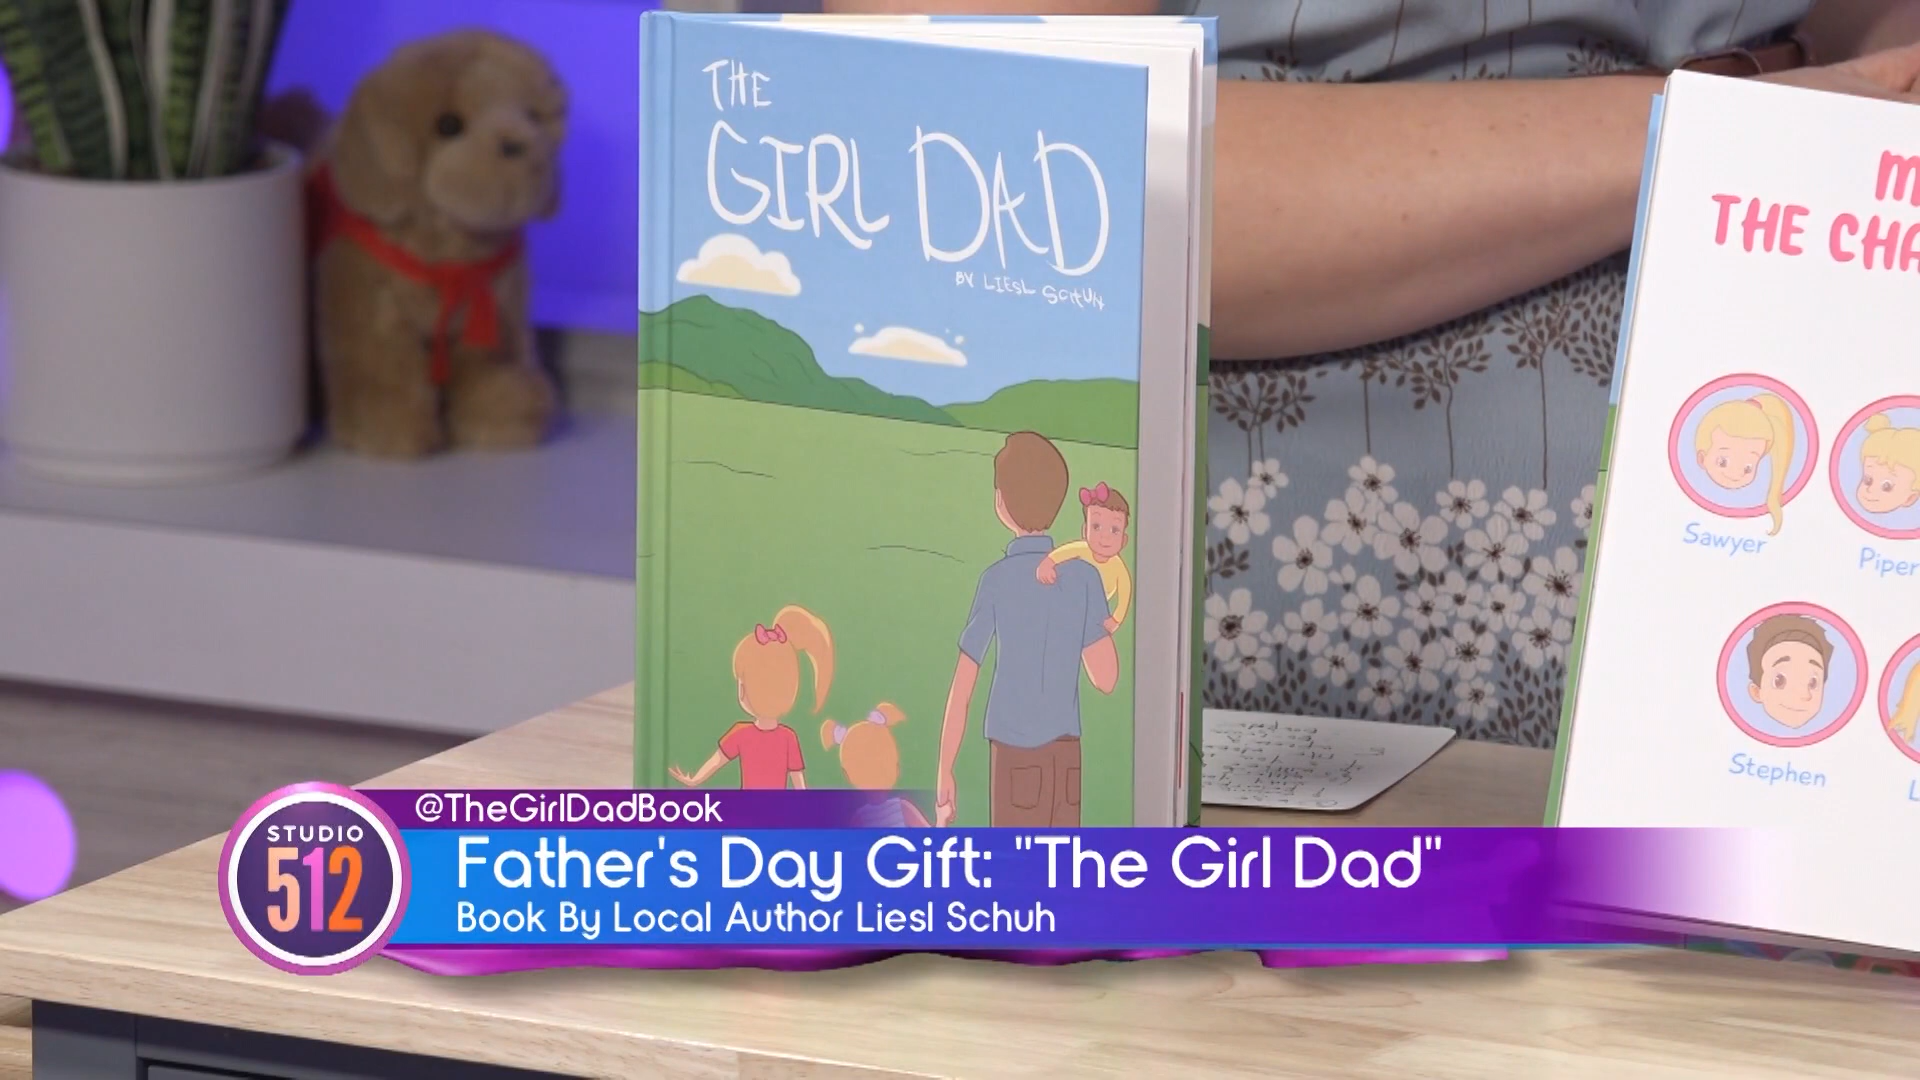 THE
GIRL DAD
BY LIESL SCHUH
THE CHA
Sawyer
Piper
Stephen
@TheGirlDadBook
STUDIO
512
Father's Day Gift: "The Girl Dad"
Book By Local Author Liesl Schuh